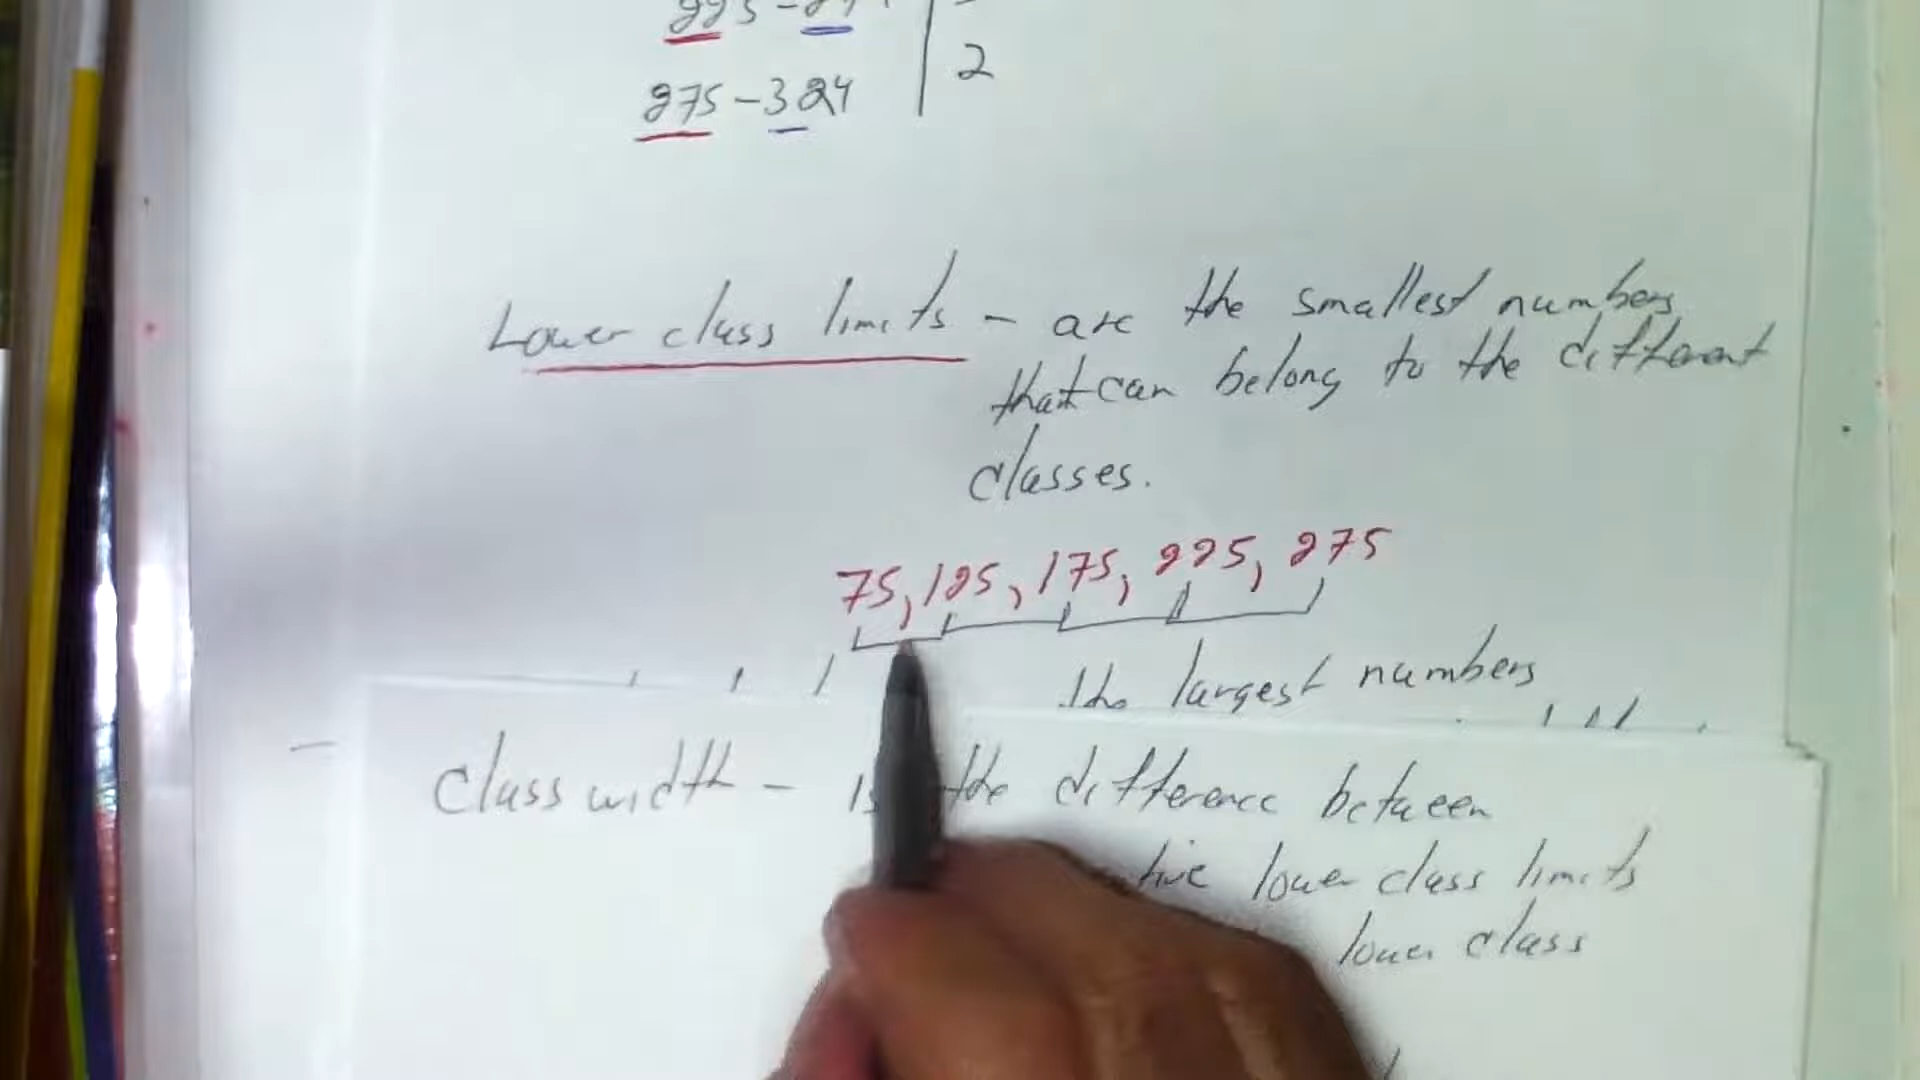 225 - 
2
275 - 324
Lower class limits - are the smallest numbers
that can belong to the different
classes.
75, 125, 175, 225, 275
the largest numbers
Class width - is the difference between
lower class limits
lower class